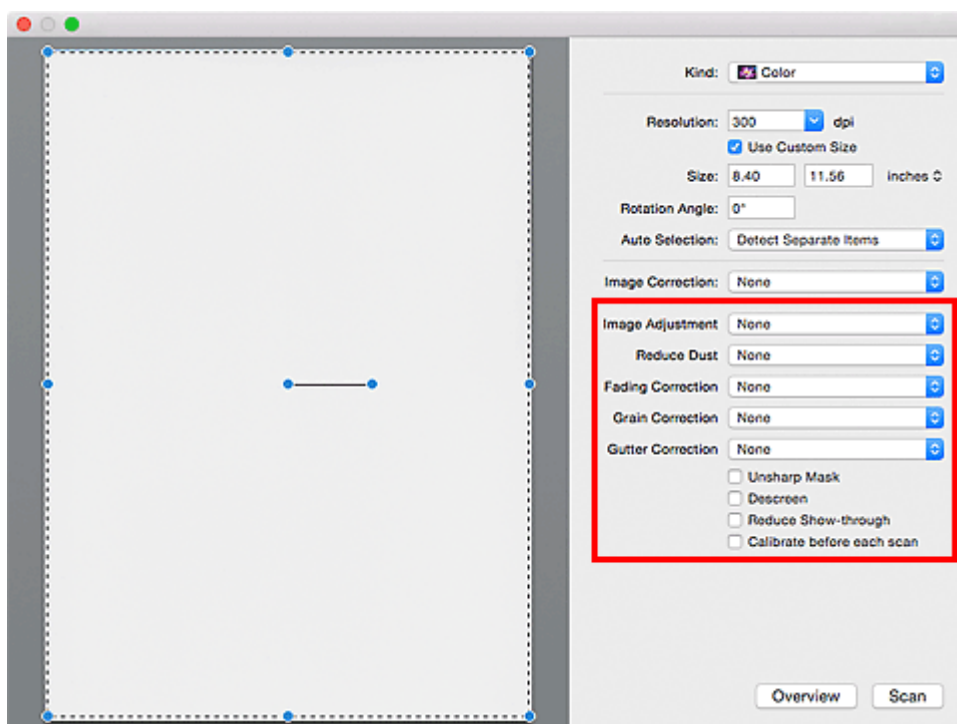 Kind: Color
Resolution: 300 dpi
Use Custom Size
Size: 8.40 11.56 inches
Rotation Angle: 0°
Auto Selection: Detect Separate Items
Image Correction: None
Image Adjustment None
Reduce Dust None
Fading Correction None
Grain Correction None
Gutter Correction None
Unsharp Mask
Descreen
Reduce Show-through
Calibrate before each scan
Overview Scan